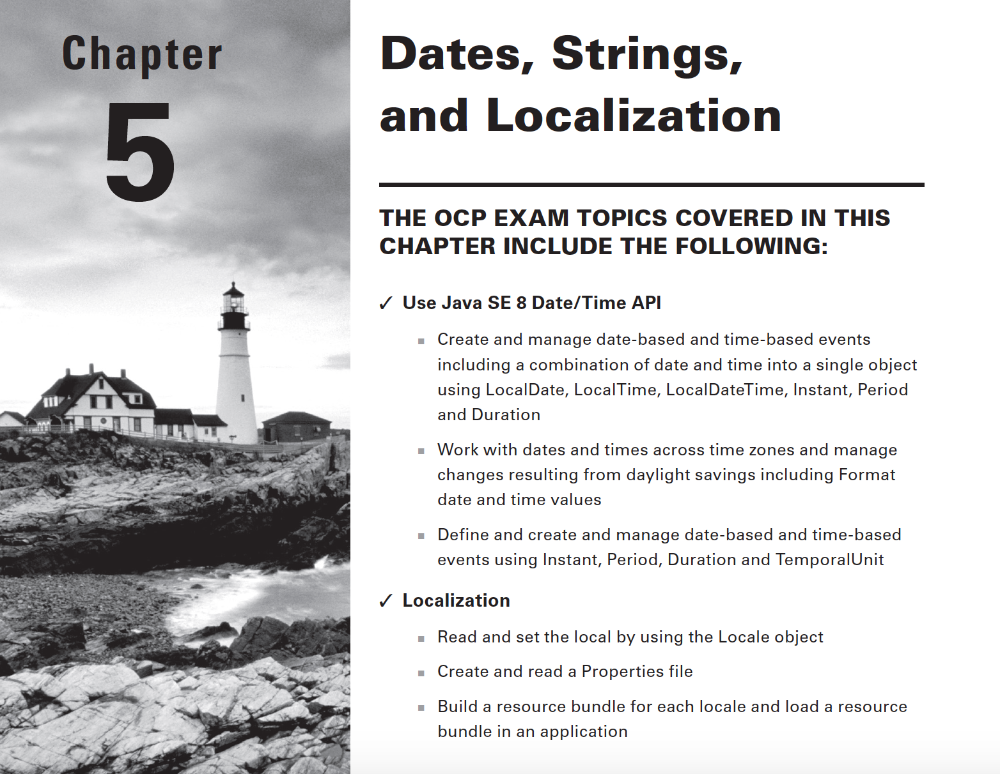 Chapter
5
Dates, Strings,
and Localization
THE OCP EXAM TOPICS COVERED IN THIS
CHAPTER INCLUDE THE FOLLOWING:
✓ Use Java SE 8 Date/Time API
■ Create and manage date-based and time-based events
including a combination of date and time into a single object
using LocalDate, LocalTime, LocalDateTime, Instant, Period
and Duration
■ Work with dates and times across time zones and manage
changes resulting from daylight savings including Format
date and time values
■ Define and create and manage date-based and time-based
events using Instant, Period, Duration and TemporalUnit
✓ Localization
■ Read and set the local by using the Locale object
■ Create and read a Properties file
■ Build a resource bundle for each locale and load a resource
bundle in an application